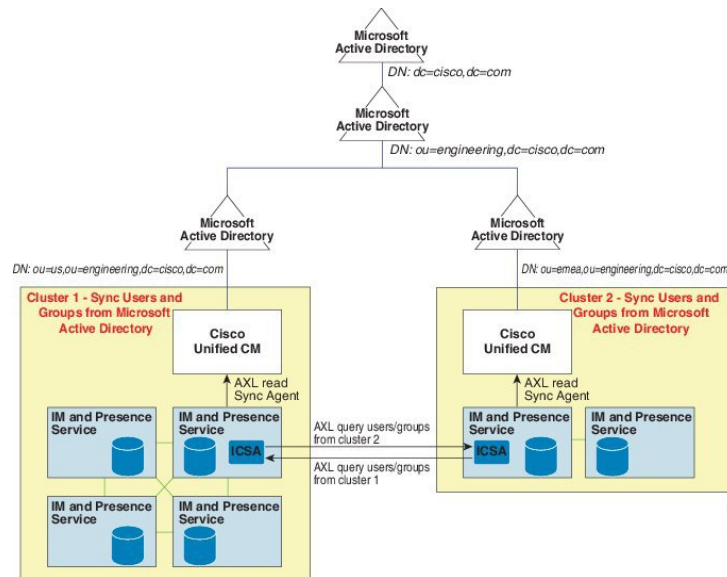 Microsoft
Active Directory
DN: dc=cisco,dc=com
Microsoft
Active Directory
DN: ou=engineering,dc=cisco,dc=com
Microsoft
Active Directory
Microsoft
Active Directory
DN: ou=us,ou=engineering,dc=cisco,dc=com
DN: ou=emea,ou=engineering,dc=cisco,dc=com
Cluster 1 - Sync Users and
Groups from Microsoft
Active Directory
Cisco
Unified CM
AXL read
Sync Agent
IM and Presence
Service
IM and Presence
Service
ICSA
IM and Presence
Service
IM and Presence
Service
AXL query users/groups
from cluster 2
AXL query users/groups
from cluster 1
Cluster 2 - Sync Users and
Groups from Microsoft
Active Directory
Cisco
Unified CM
AXL read
Sync Agent
IM and Presence
Service
ICSA
IM and Presence
Service